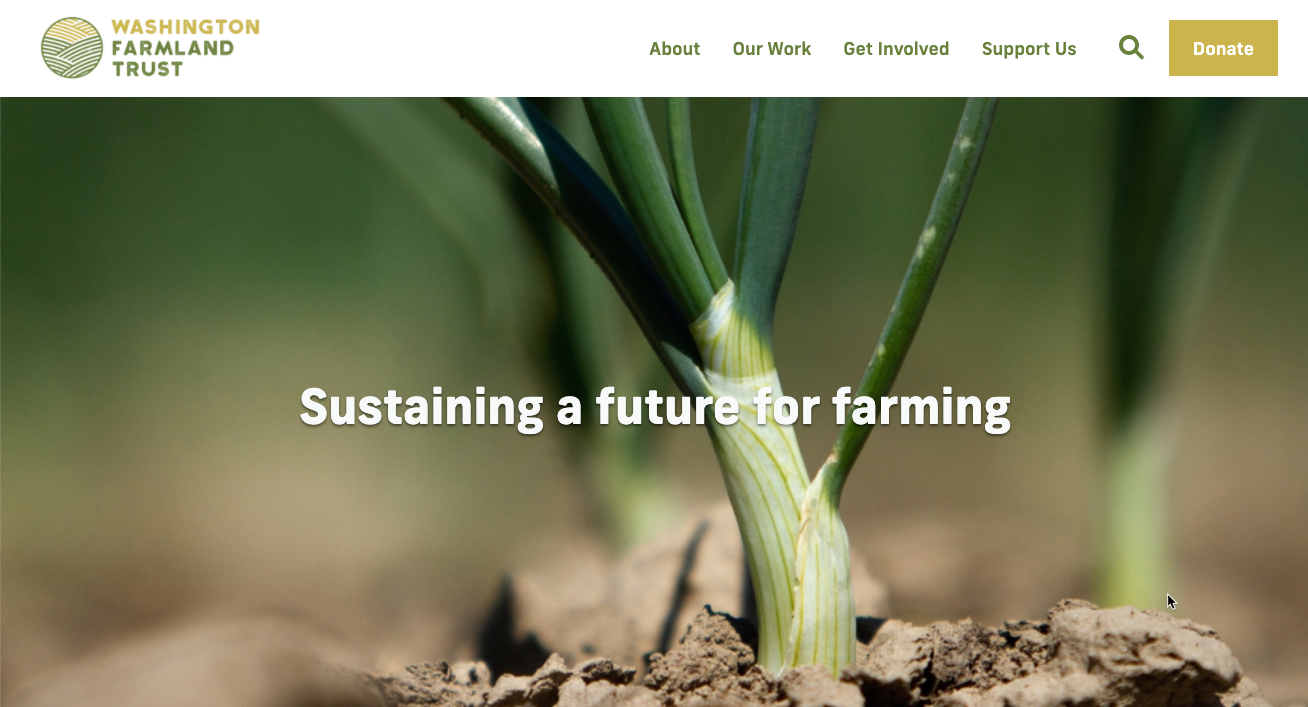 WASHINGTON
FARMLAND
TRUST
About Our Work Get Involved Support Us Donate
Sustaining a future for farming